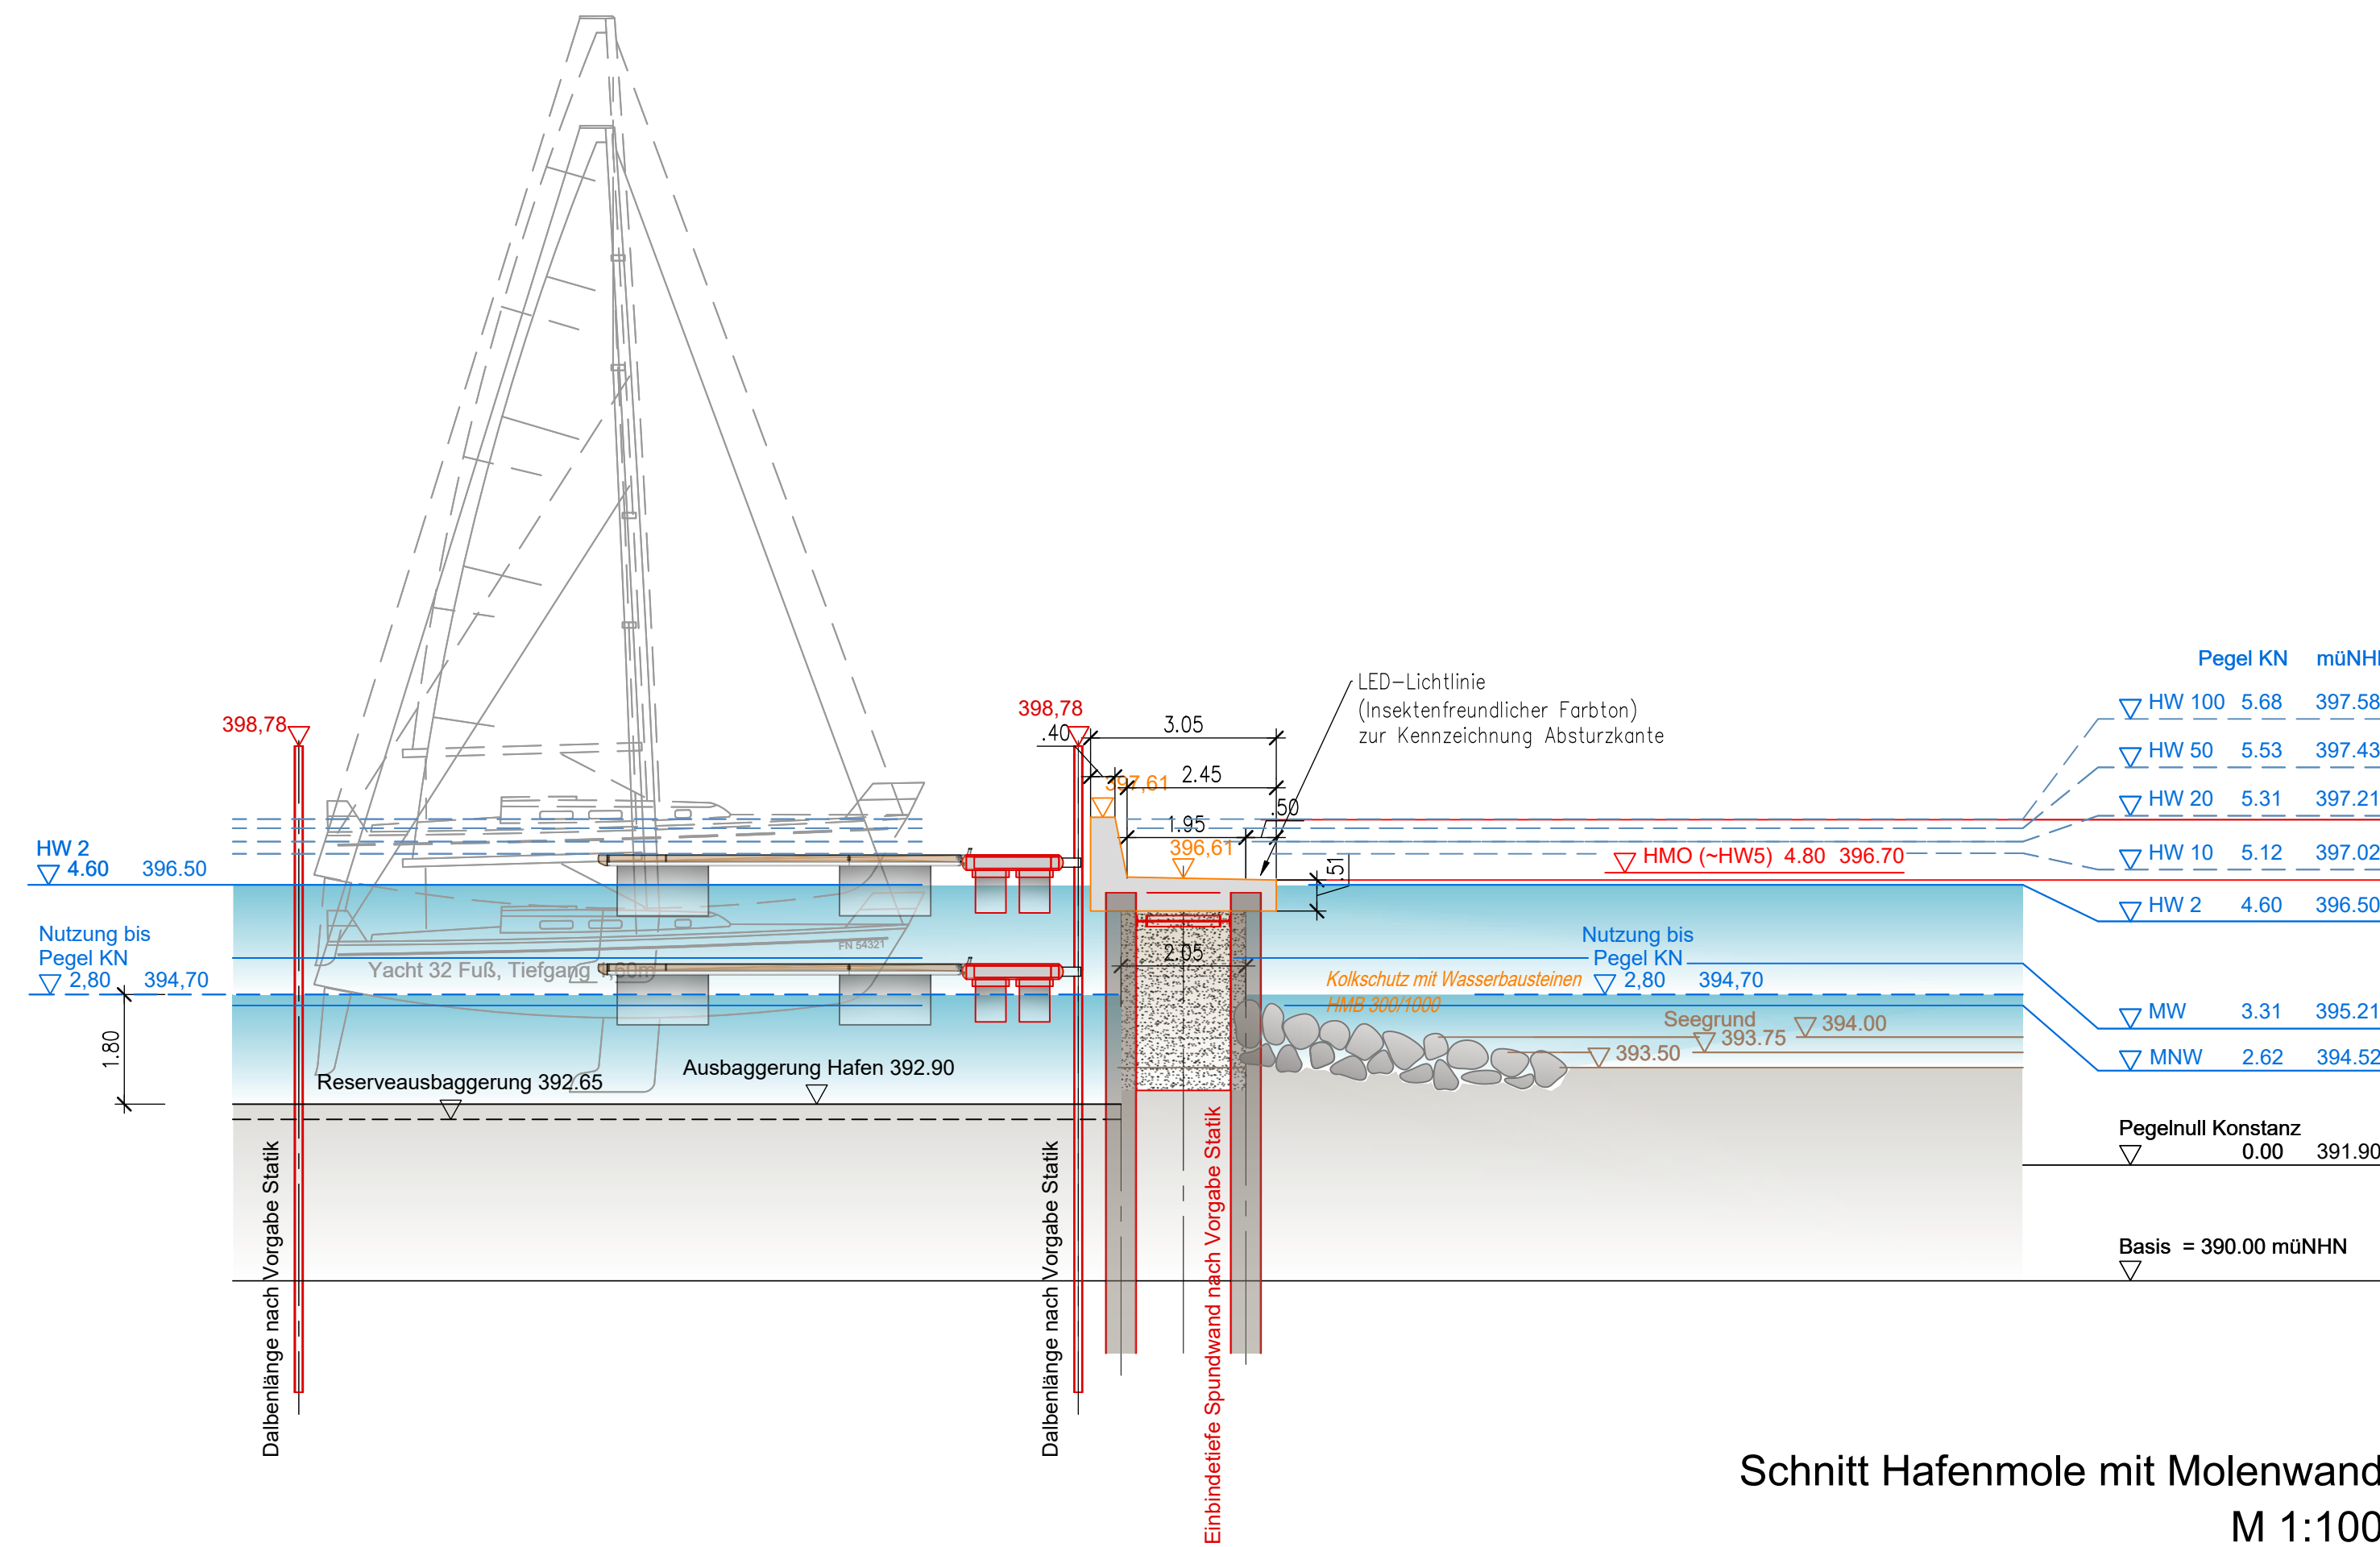 398,78
398,78
LED-Lichtlinie
(Insektenfreundlicher Farbton)
zur Kennzeichnung Absturzkante
3.05
.40
397,61
2.45
.50
1.95
396,61
.51
2.05
Pegel KN müNHN
HW 100 5.68 397.58
HW 50 5.53 397.43
HW 20 5.31 397.21
HMO (~HW5) 4.80 396.70
HW 10 5.12 397.02
HW 2 4.60 396.50
MW 3.31 395.21
MNW 2.62 394.52
Pegelnull Konstanz
0.00 391.90
Basis = 390.00 müNHN
HW 2
4.60 396.50
Nutzung bis
Pegel KN
2,80 394,70
1.80
FN 54321
Yacht 32 Fuß, Tiefgang 1,60m
Reserveausbaggerung 392.65
Ausbaggerung Hafen 392.90
Nutzung bis
Pegel KN
2,80 394,70
Kolkschutz mit Wasserbausteinen
HMB 300/1000
Seegrund
394.00
393.75
393.50
Dalbenlänge nach Vorgabe Statik
Dalbenlänge nach Vorgabe Statik
Einbindetiefe Spundwand nach Vorgabe Statik
Schnitt Hafenmole mit Molenwand
M 1:100